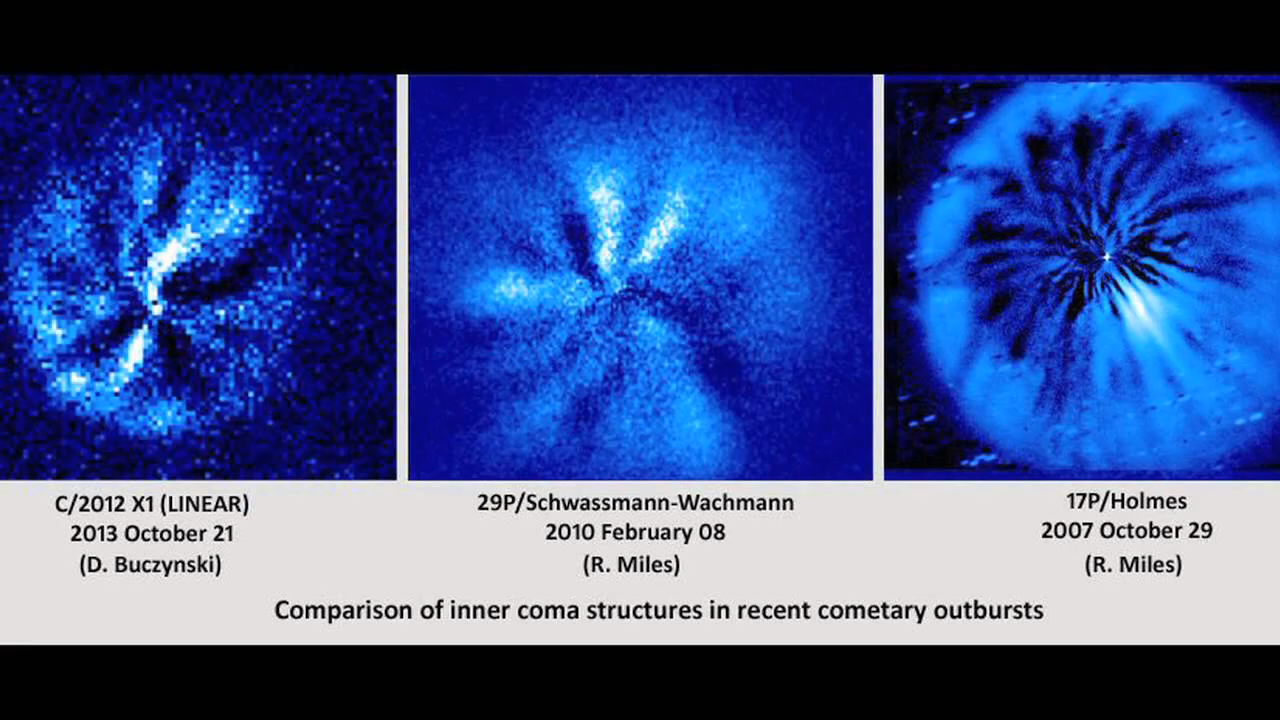 C/2012 X1 (LINEAR)
2013 October 21
(D. Buczynski)
29P/Schwassmann-Wachmann
2010 February 08
(R. Miles)
17P/Holmes
2007 October 29
(R. Miles)
Comparison of inner coma structures in recent cometary outbursts